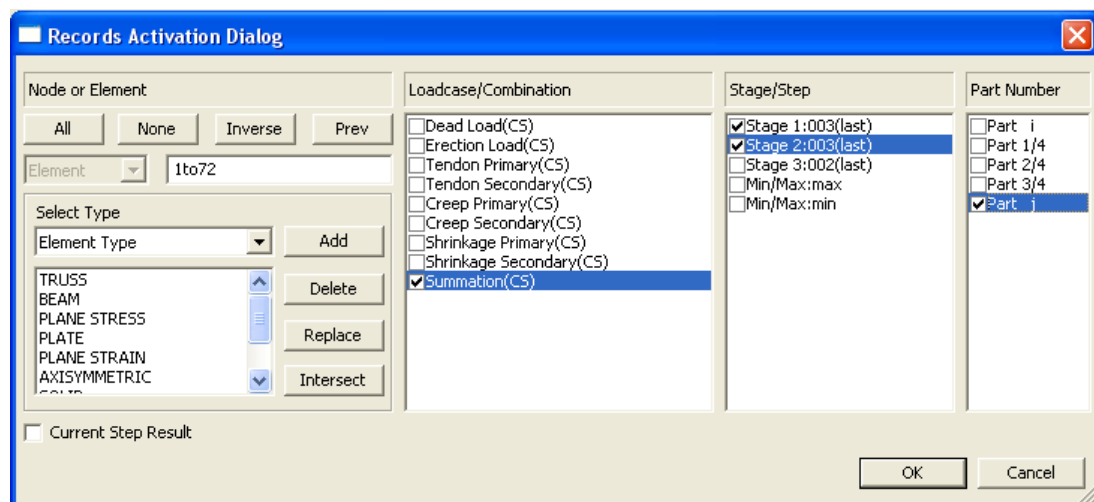 Records Activation Dialog
Node or Element
All None Inverse Prev
Element 1to72
Select Type
Element Type
Add
Delete
Replace
Intersect
TRUSS
BEAM
PLANE STRESS
PLATE
PLANE STRAIN
AXISYMMETRIC
Current Step Result
Loadcase/Combination
Dead Load(CS)
Erection Load(CS)
Tendon Primary(CS)
Tendon Secondary(CS)
Creep Primary(CS)
Creep Secondary(CS)
Shrinkage Primary(CS)
Shrinkage Secondary(CS)
Summation(CS)
Stage/Step
Stage 1:003(last)
Stage 2:003(last)
Stage 3:002(last)
Min/Max:max
Min/Max:min
Part Number
Part i
Part 1/4
Part 2/4
Part 3/4
Part j
OK Cancel